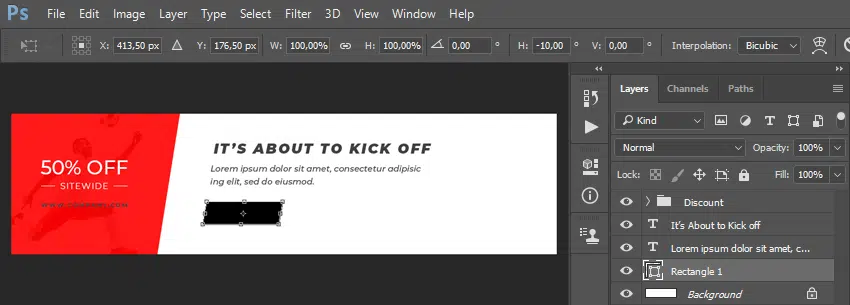 Ps File Edit Image Layer Type Select Filter 3D View Window Help
X: 413,50 px Y: 176,50 px W: 100,00% H: 100,00% 0,00 ° H: -10,00 ° V: 0,00 ° Interpolation: Bicubic
Layers Channels Paths
Kind
Normal Opacity: 100%
Lock: Fill: 100%
Discount
T It's About to Kick off
T Lorem ipsum dolor sit amet, c...
Rectangle 1
Background
50% OFF
SITEWIDE
IT'S ABOUT TO KICK OFF
Lorem ipsum dolor sit amet, consectetur adipisic
ing elit, sed do eiusmod.